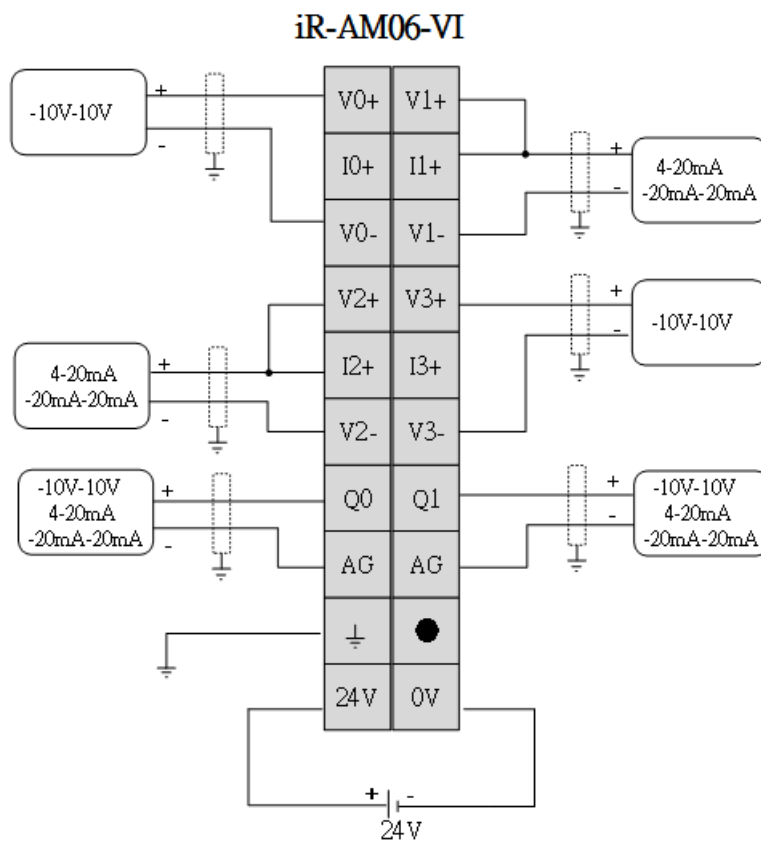 iR-AM06-VI
-10V-10V
+
-
V0+ V1+
I0+ I1+
V0- V1-
V2+ V3+
I2+ I3+
V2- V3-
Q0 Q1
AG AG
24V 0V
+
-
4-20mA
-20mA-20mA
+
-
-10V-10V
4-20mA
-20mA-20mA
+
-
-10V-10V
4-20mA
-20mA-20mA
+
-
+
-
-10V-10V
4-20mA
-20mA-20mA
+ -
24V